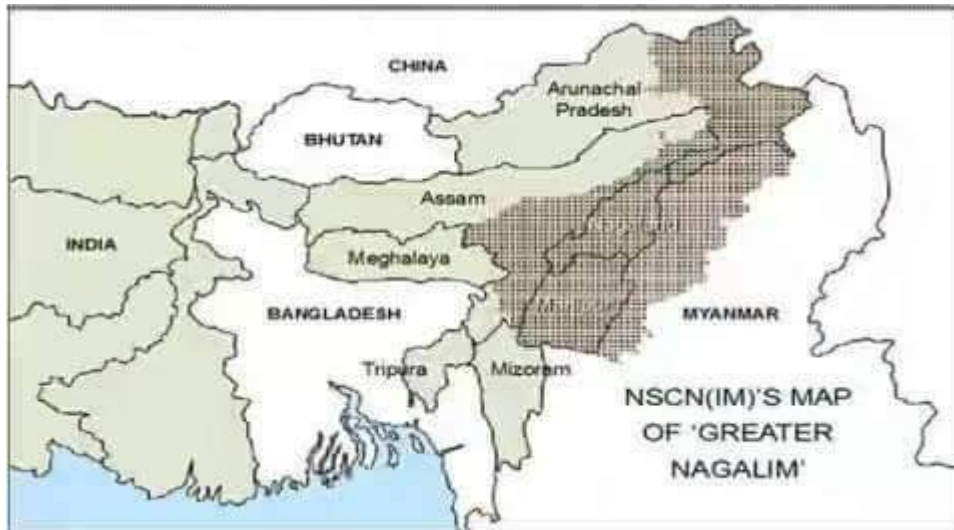 CHINA
Arunachal
Pradesh
BHUTAN
Assam
INDIA
Meghalaya
BANGLADESH
MYANMAR
Tripura
Mizoram
NSCN(IM)'S MAP
OF 'GREATER
NAGALIM'